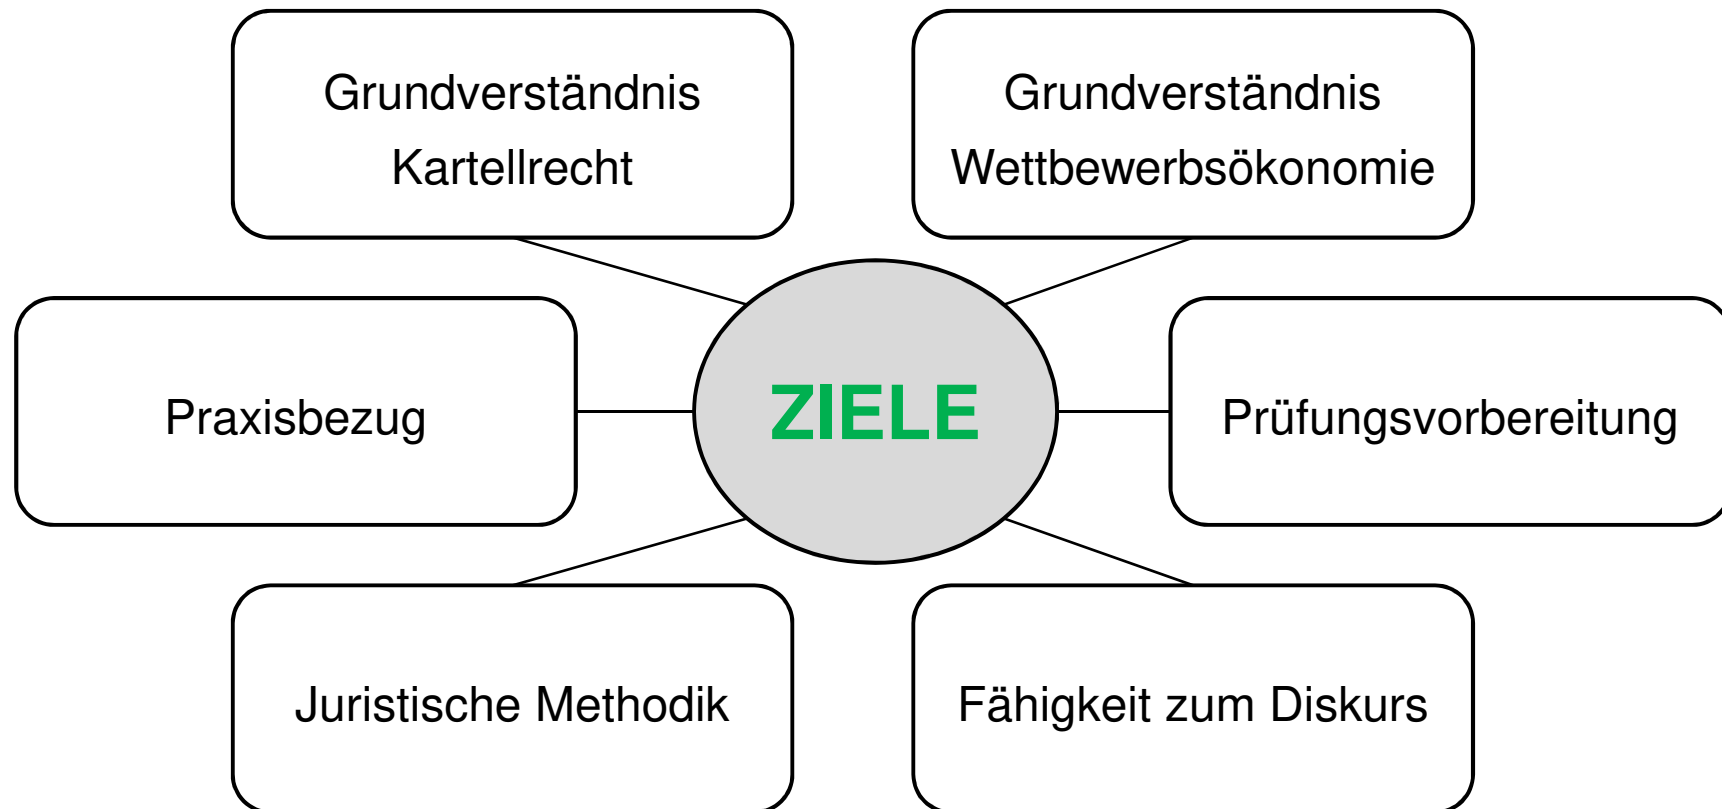 Grundverständnis
Kartellrecht
Grundverständnis
Wettbewerbsökonomie
Praxisbezug
ZIELE
Prüfungsvorbereitung
Juristische Methodik
Fähigkeit zum Diskurs